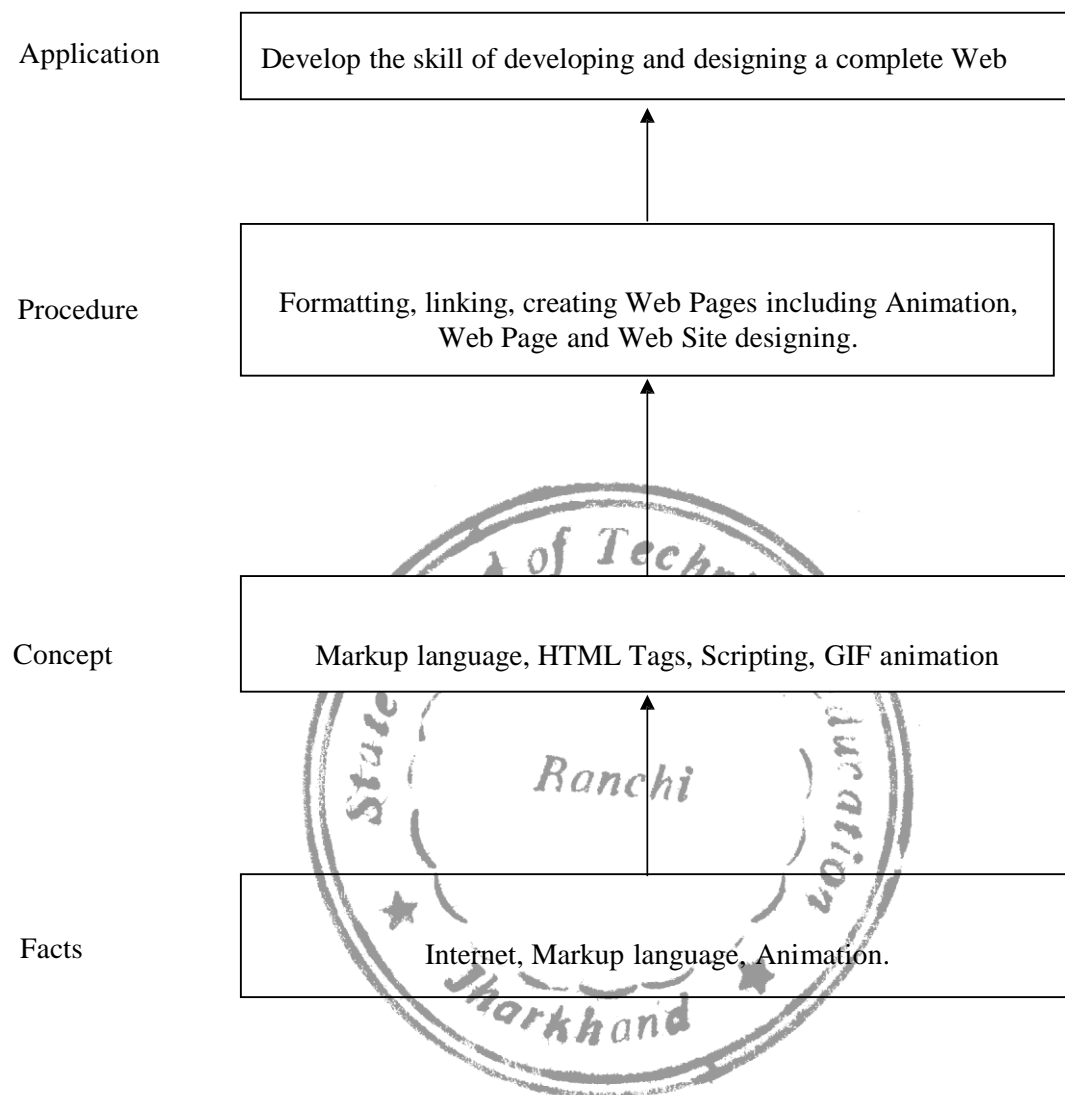 Application
Develop the skill of developing and designing a complete Web
Procedure
Formatting, linking, creating Web Pages including Animation,
Web Page and Web Site designing.
Concept
Markup language, HTML Tags, Scripting, GIF animation
Facts
Internet, Markup language, Animation.
State
of
Ranchi
Jharkhand